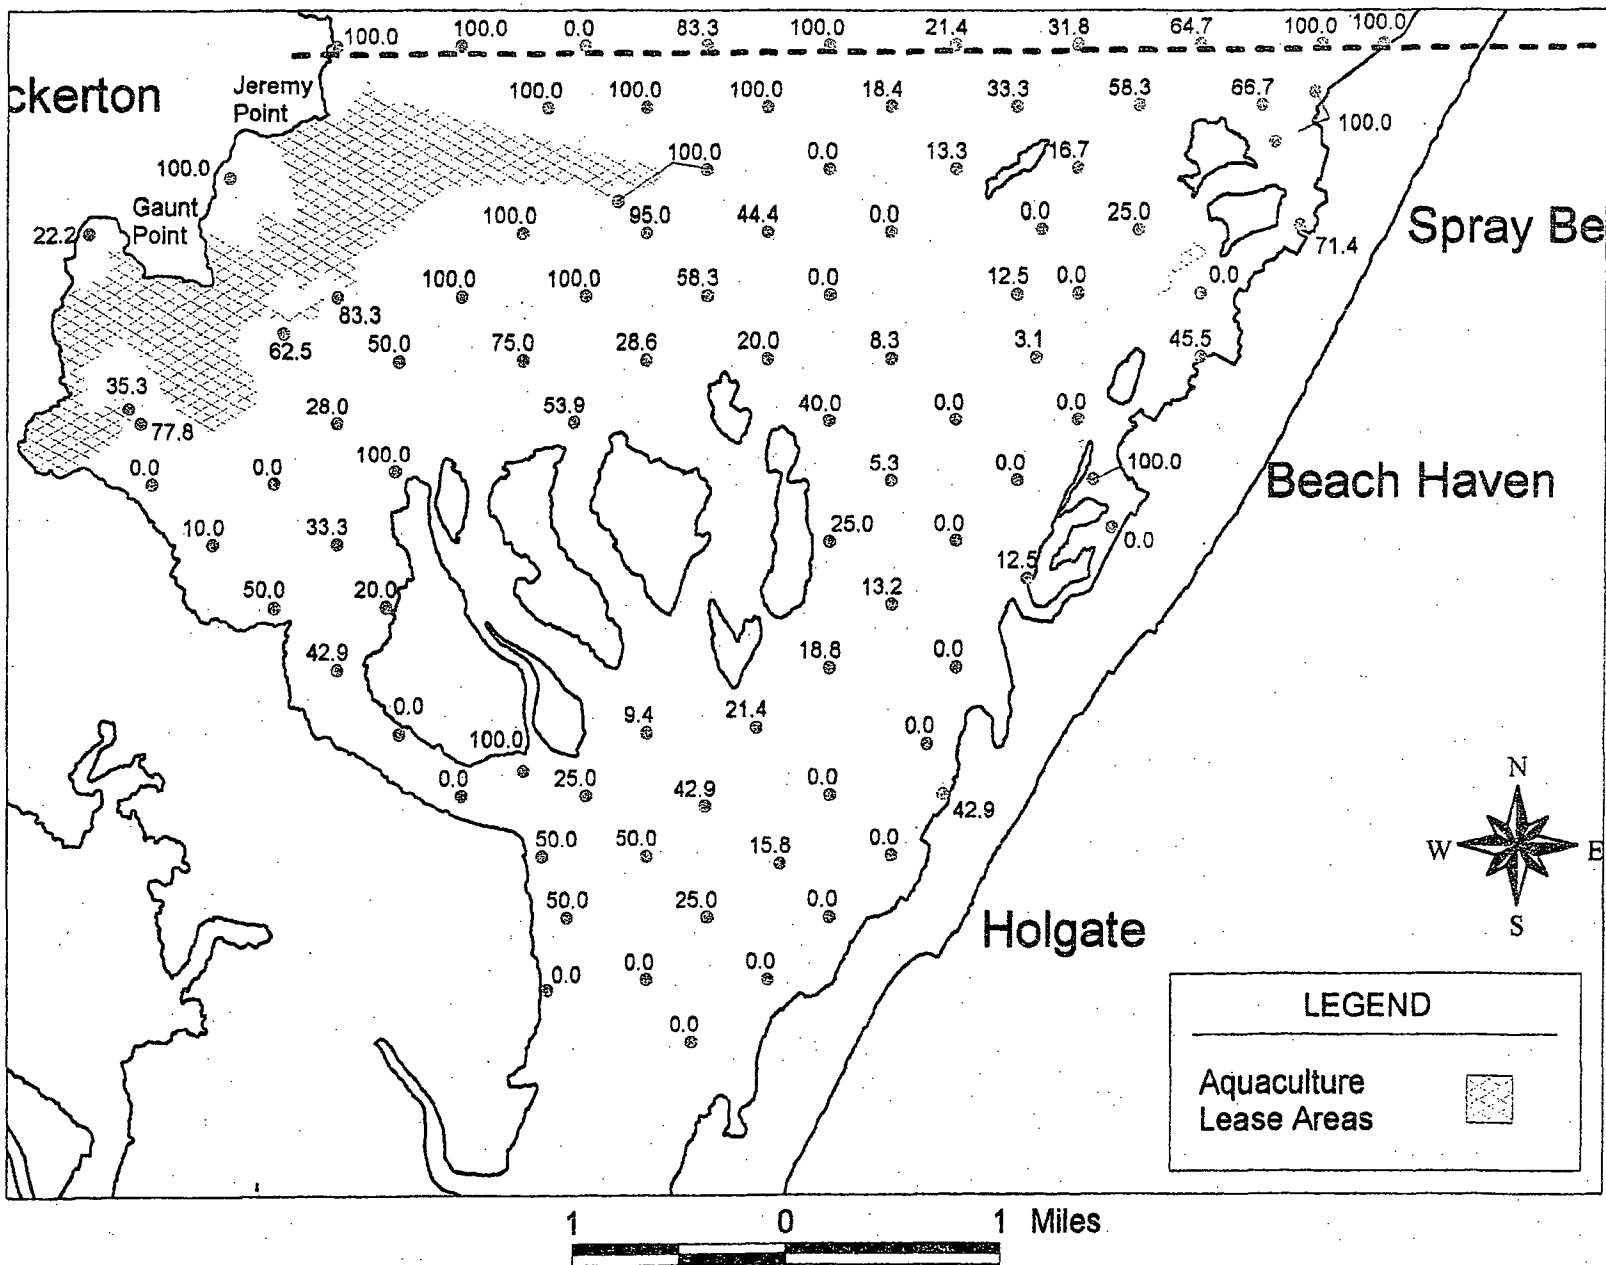 100.0 100.0 0.0 83.3 100.0 21.4 31.8 64.7 100.0 100.0
ckerton
Jeremy
Point
100.0 100.0 100.0 18.4 33.3 58.3 66.7
100.0
100.0 0.0 13.3 16.7
100.0
Gaunt
Point
22.2
100.0 95.0 44.4 0.0 0.0 25.0
71.4
Spray Be
100.0 100.0 58.3 0.0 12.5 0.0 0.0
83.3
62.5 50.0 75.0 28.6 20.0 8.3 3.1 45.5
35.3
77.8
28.0 53.9 40.0 0.0 0.0
0.0 0.0 100.0 5.3 0.0 100.0
Beach Haven
10.0 33.3 25.0 0.0 0.0
12.5
50.0 20.0 13.2
42.9 18.8 0.0
0.0 9.4 21.4 0.0
100.0
0.0 25.0 42.9 0.0
42.9
50.0 50.0 15.8 0.0
50.0 25.0 0.0
Holgate
0.0 0.0 0.0
0.0
N
W E
S
LEGEND
Aquaculture
Lease Areas
1 0 1 Miles